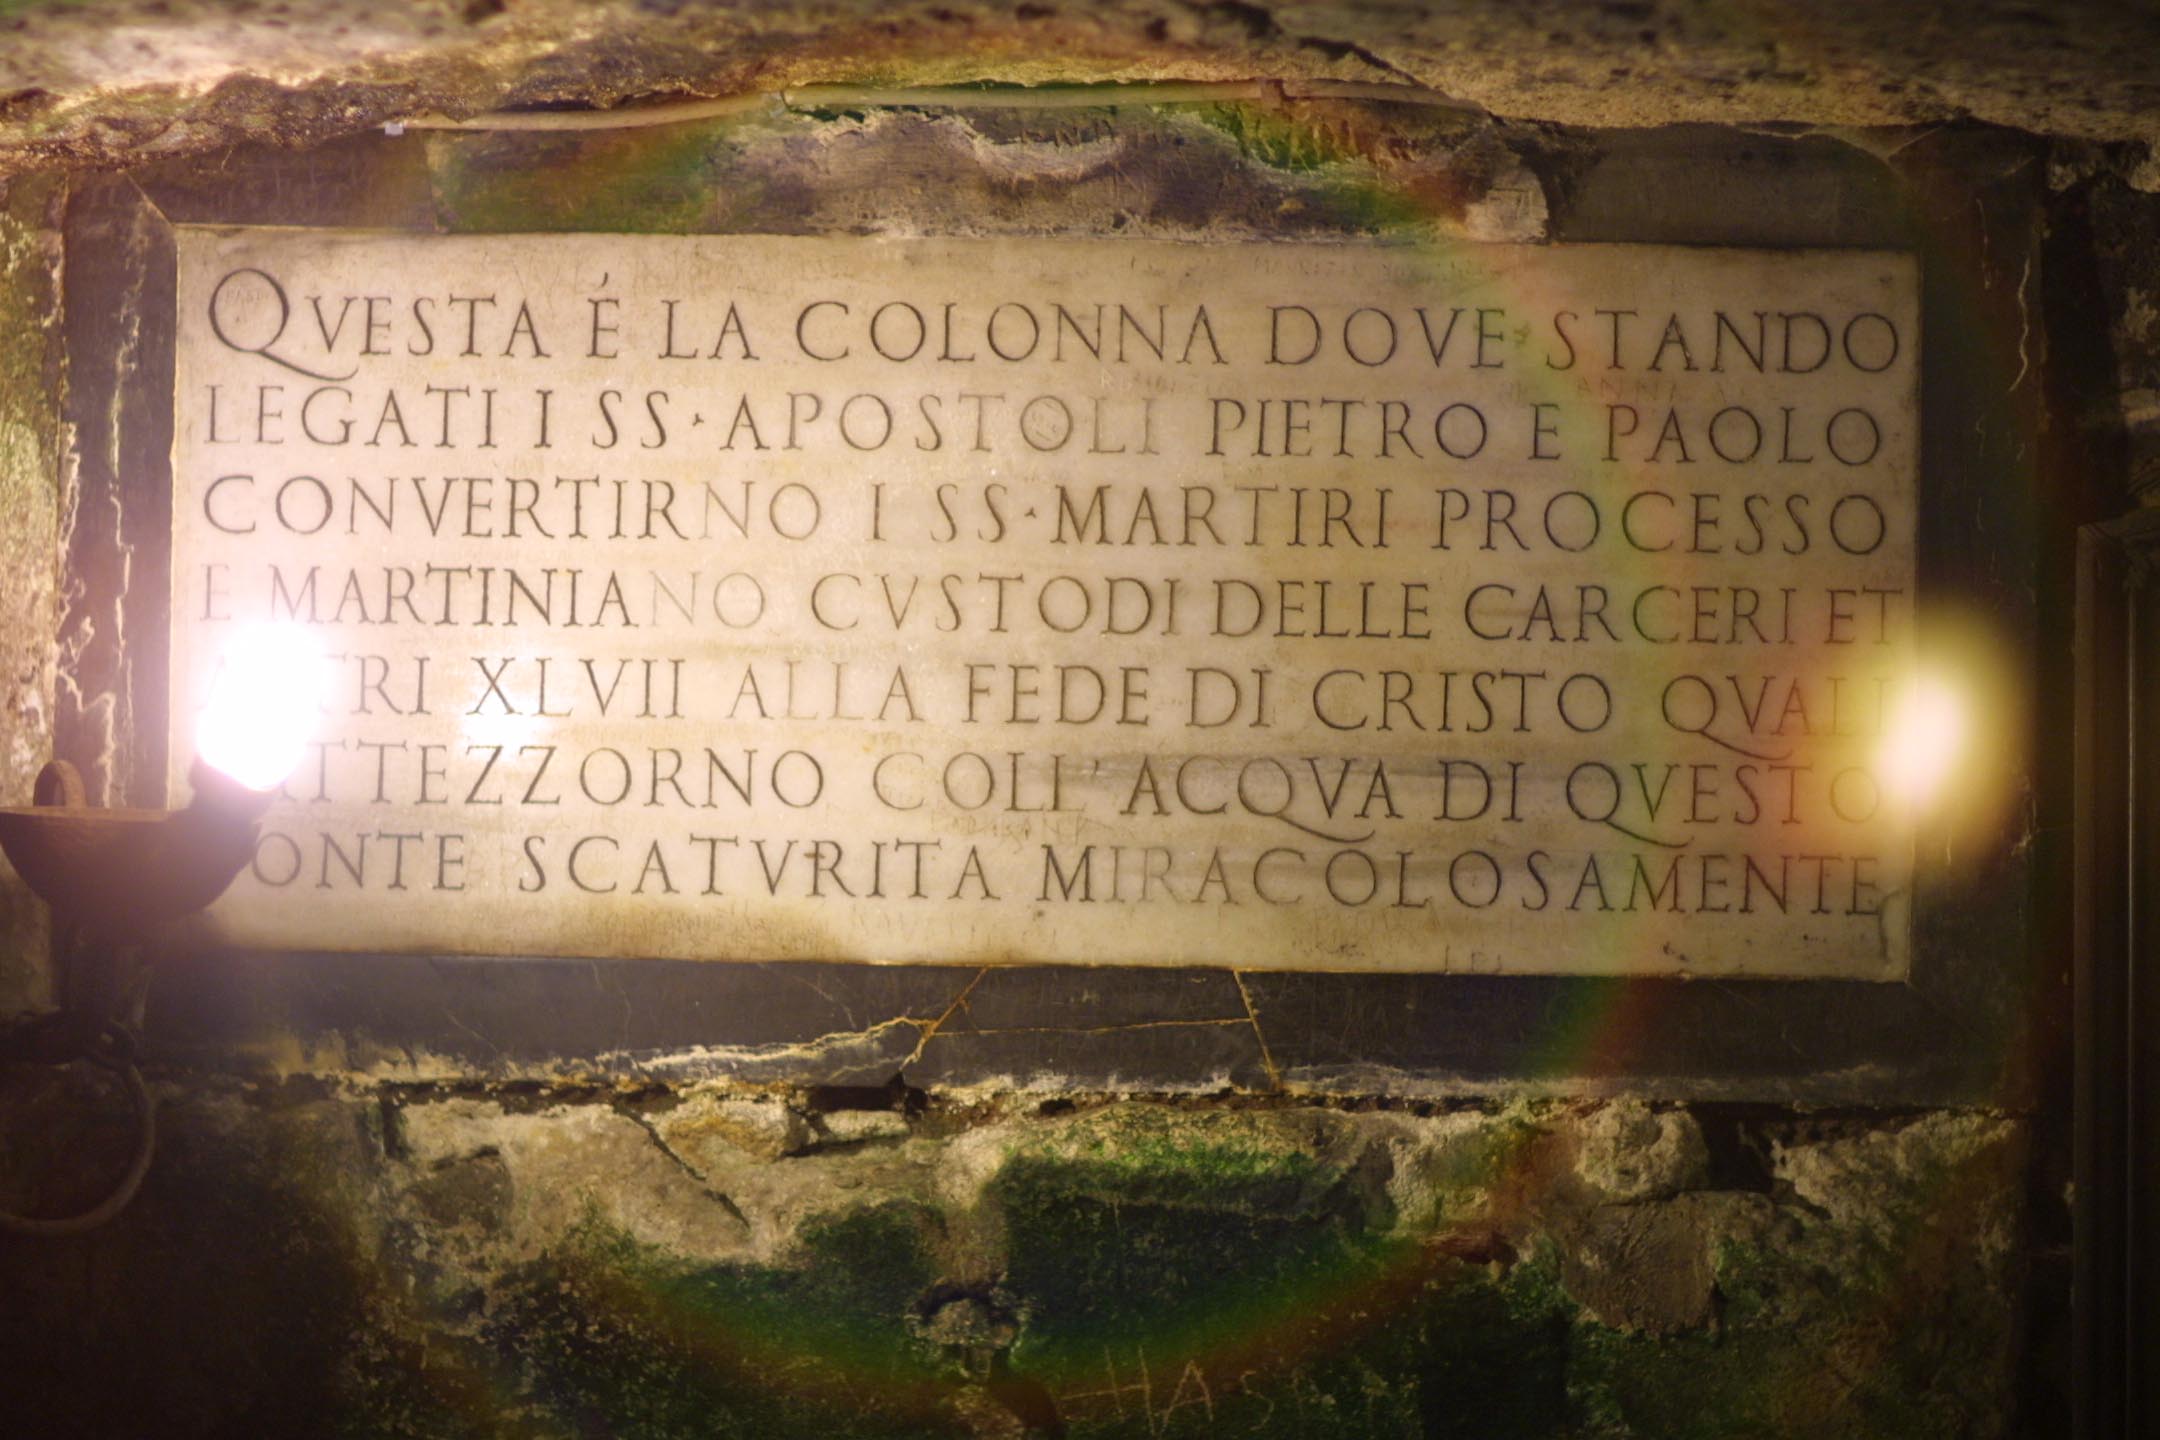 QVESTA É LA COLONNA DOVE STANDO
LEGATI I SS · APOSTOLI PIETRO E PAOLO
CONVERTIRNO I SS · MARTIRI PROCESSO
E MARTINIANO CVSTODI DELLE CARCERI ET
XLVII ALLA FEDE DI CRISTO QVALI
COLL' ACQVA DI QVESTO
SCATVRITA MIRACOLOSAMENTE